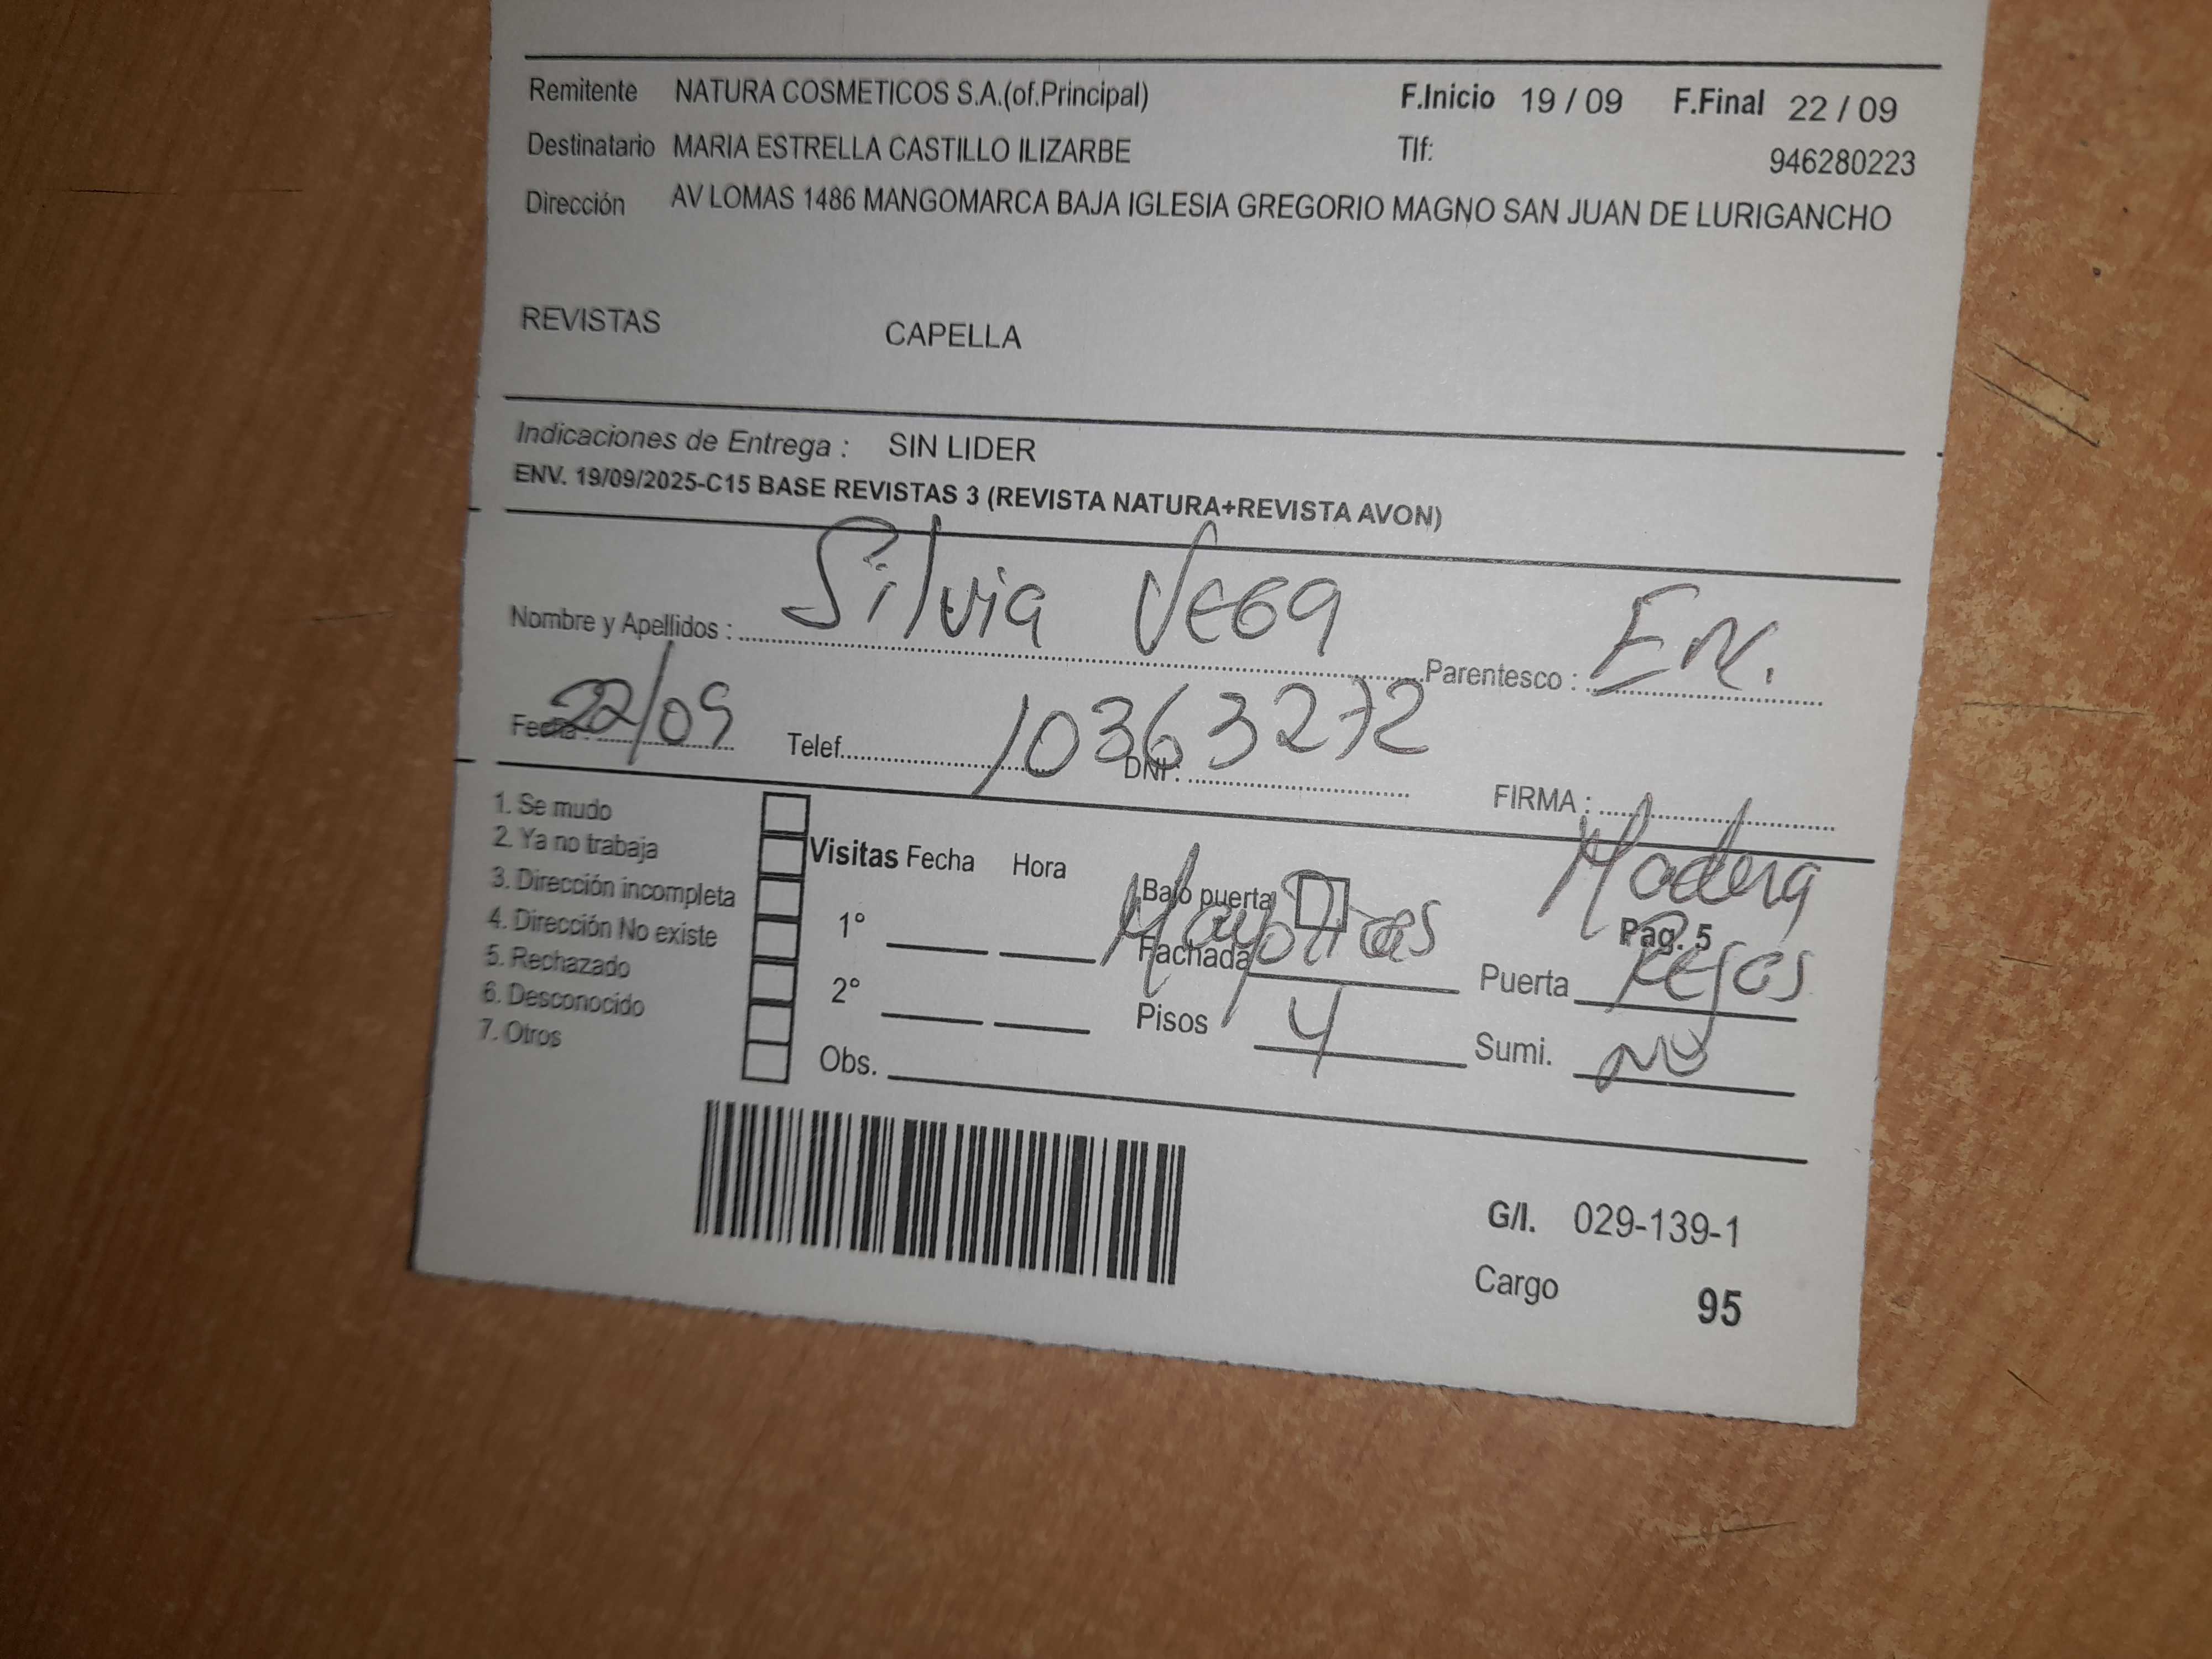 Remitente NATURA COSMETICOS S.A.(of.Principal) F.Inicio 19 / 09 F.Final 22 / 09
Destinatario MARIA ESTRELLA CASTILLO ILIZARBE Tlf: 946280223
Dirección AV LOMAS 1486 MANGOMARCA BAJA IGLESIA GREGORIO MAGNO SAN JUAN DE LURIGANCHO
REVISTAS CAPELLA
Indicaciones de Entrega : SIN LIDER
ENV. 19/09/2025-C15 BASE REVISTAS 3 (REVISTA NATURA+REVISTA AVON)
Nombre y Apellidos : Silvia Vega Parentesco : Enc.
Fecha : 22/09 Telef. DNI : 10363272 FIRMA :
1. Se mudo
2. Ya no trabaja
3. Dirección incompleta
4. Dirección No existe
5. Rechazado
6. Desconocido
7. Otros
Visitas Fecha Hora
1°
2°
Obs.
Bajo puerta
Fachada Mayolicas
Pisos 4
Madera
Pag. 5
Puerta Rejas
Sumi. NO
G/I. 029-139-1
Cargo 95